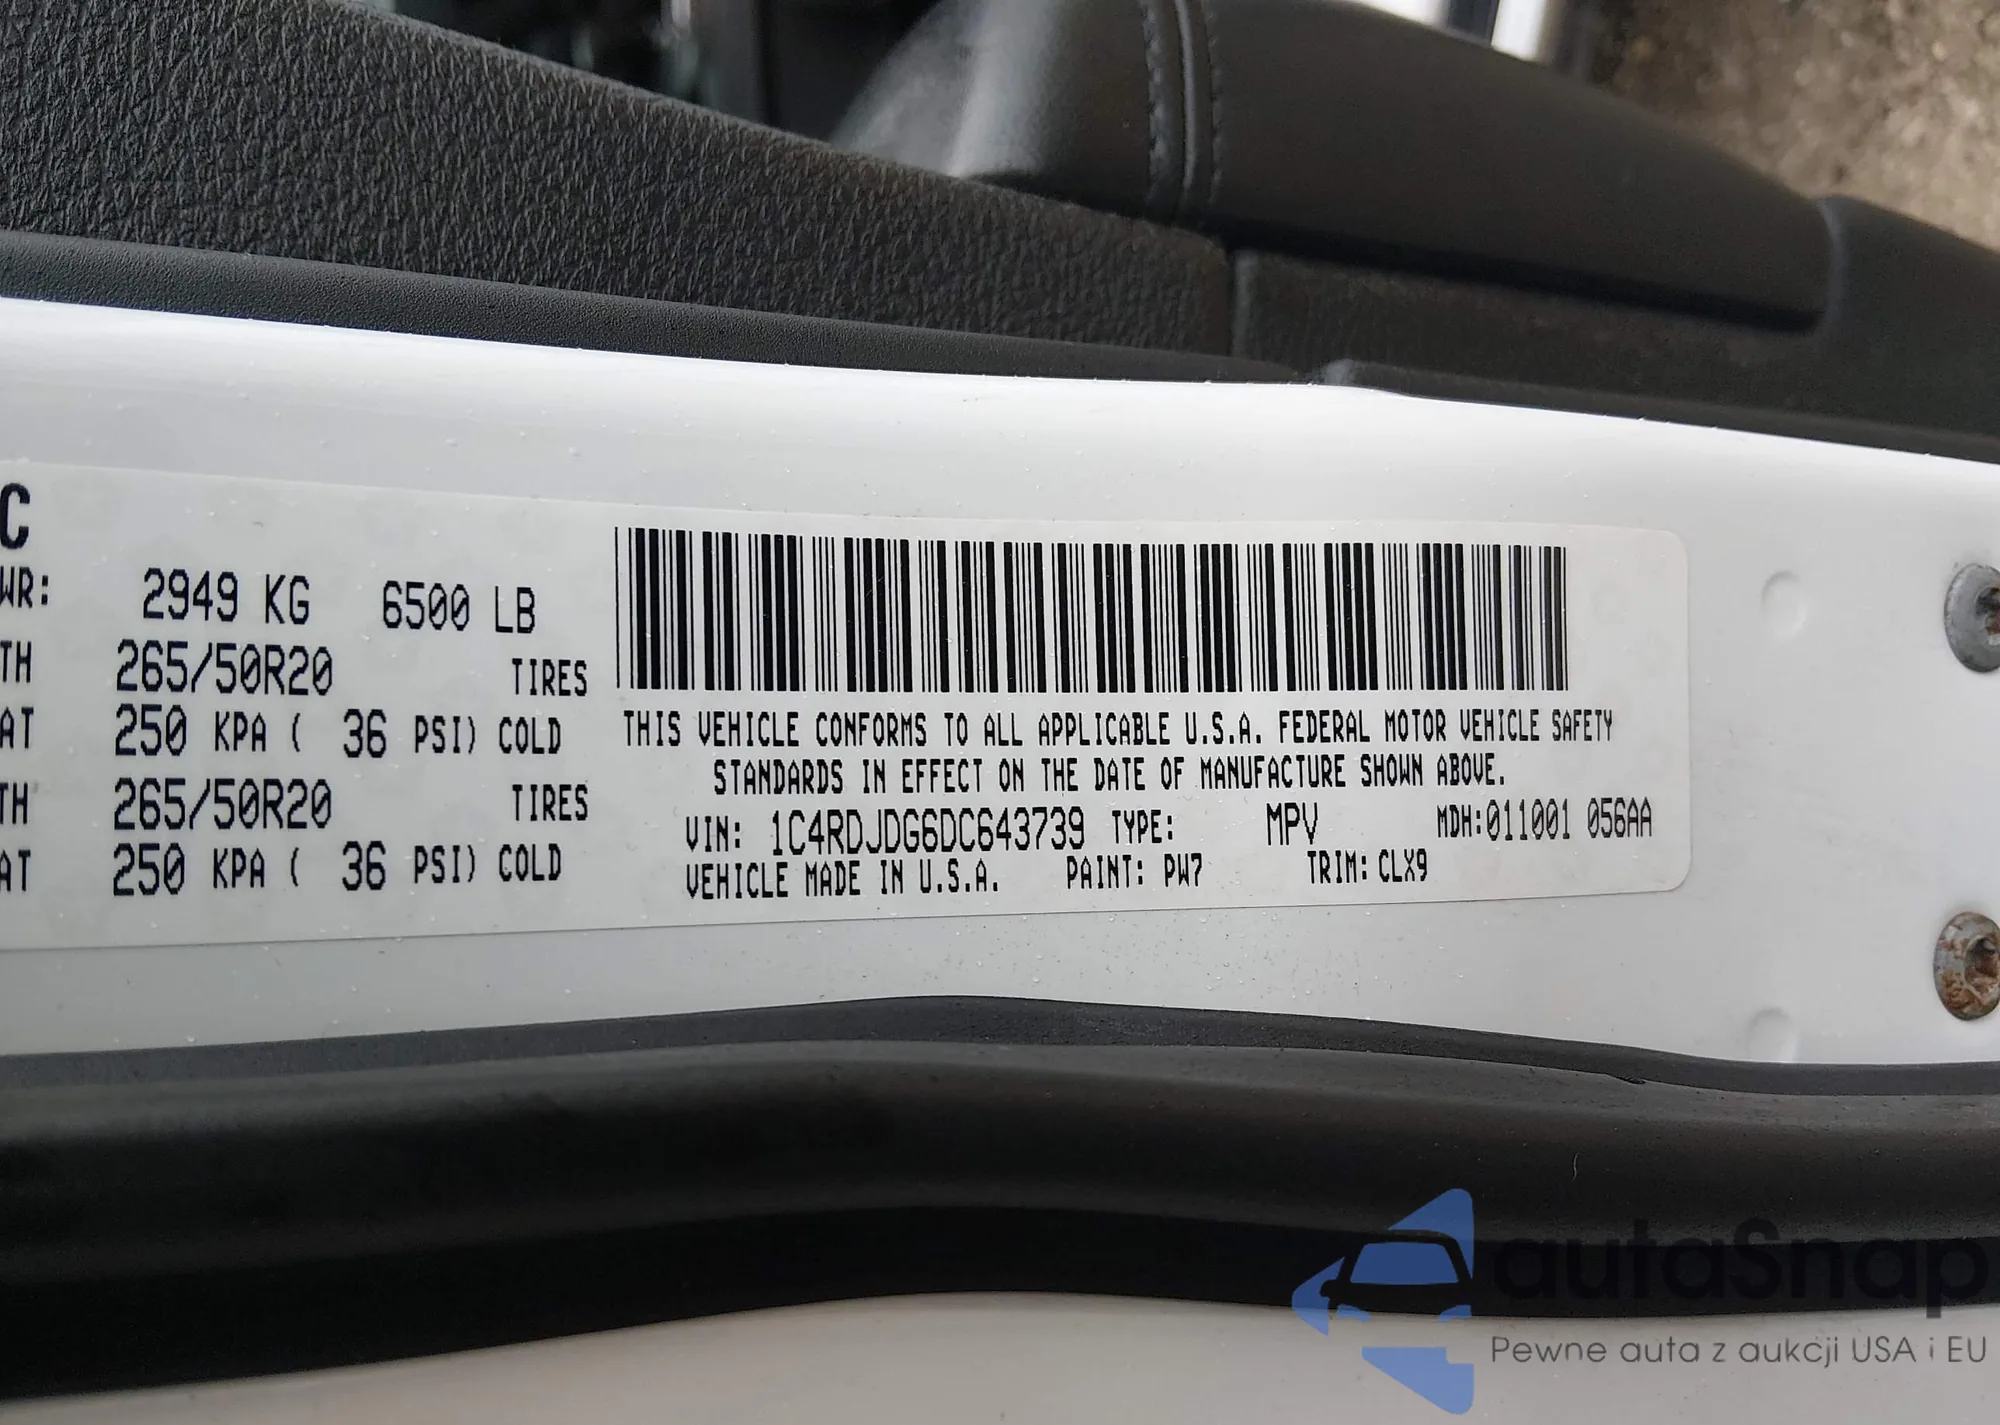 C
WR: 2949 KG 6500 LB
TH 265/50R20 TIRES
AT 250 KPA ( 36 PSI) COLD
TH 265/50R20 TIRES
AT 250 KPA ( 36 PSI) COLD
THIS VEHICLE CONFORMS TO ALL APPLICABLE U.S.A. FEDERAL MOTOR VEHICLE SAFETY
STANDARDS IN EFFECT ON THE DATE OF MANUFACTURE SHOWN ABOVE.
VIN: 1C4RDJDG6DC643739 TYPE: MPV MDH:011001 056AA
VEHICLE MADE IN U.S.A. PAINT: PW7 TRIM: CLX9
autaSnap
Pewne auta z aukcji USA i EU